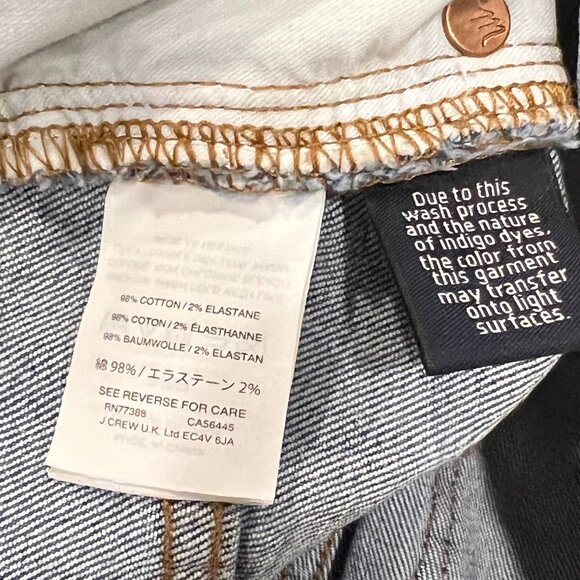 98% COTTON / 2% ELASTANE
98% COTON / 2% ÉLASTHANNE
98% BAUMWOLLE / 2% ELASTAN
綿 98% / エラステーン 2%
SEE REVERSE FOR CARE
RN77388 CA56445
J CREW U.K. Ltd EC4V 6JA
Due to this
wash process
and the nature
of indigo dyes,
the color from
this garment
may transfer
onto light
surfaces.